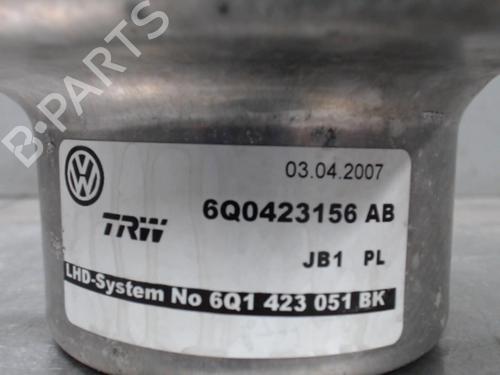 B-PARTS
03.04.2007
6Q0423156 AB
TRW
JB1 PL
LHD-System No 6Q1 423 051 BK